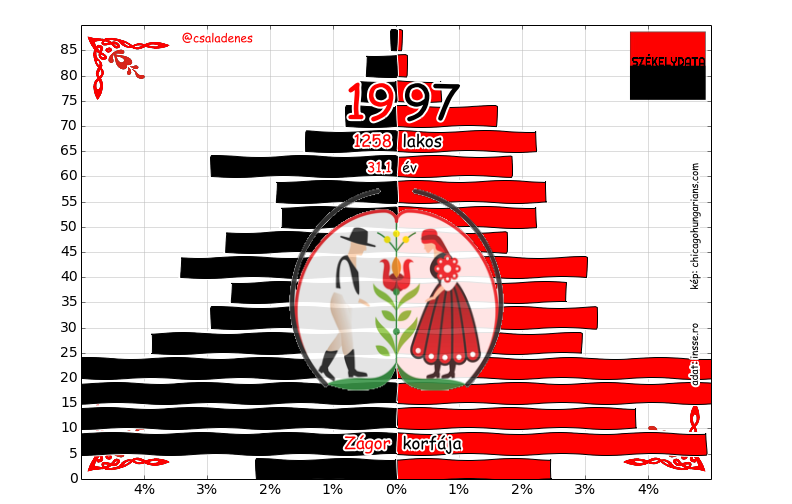 @csaladenes
SZÉKELYDATA
1997
1258 lakos
31,1 év
kép: chicagohungarians.com
adat: insse.ro
Zágor korfája
85
80
75
70
65
60
55
50
45
40
35
30
25
20
15
10
5
0
4% 3% 2% 1% 0% 1% 2% 3% 4%